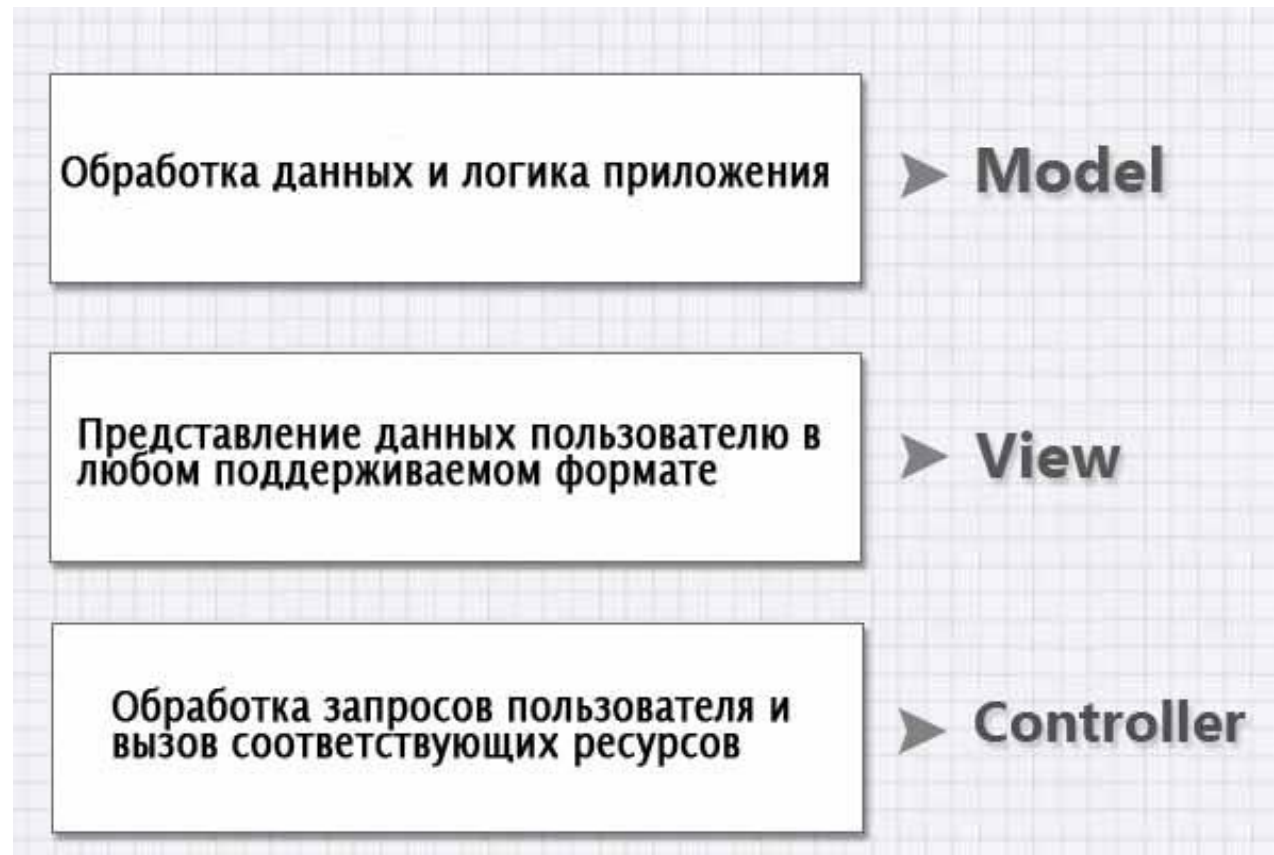 Обработка данных и логика приложения
Model
Представление данных пользователю в
любом поддерживаемом формате
View
Обработка запросов пользователя и
вызов соответствующих ресурсов
Controller